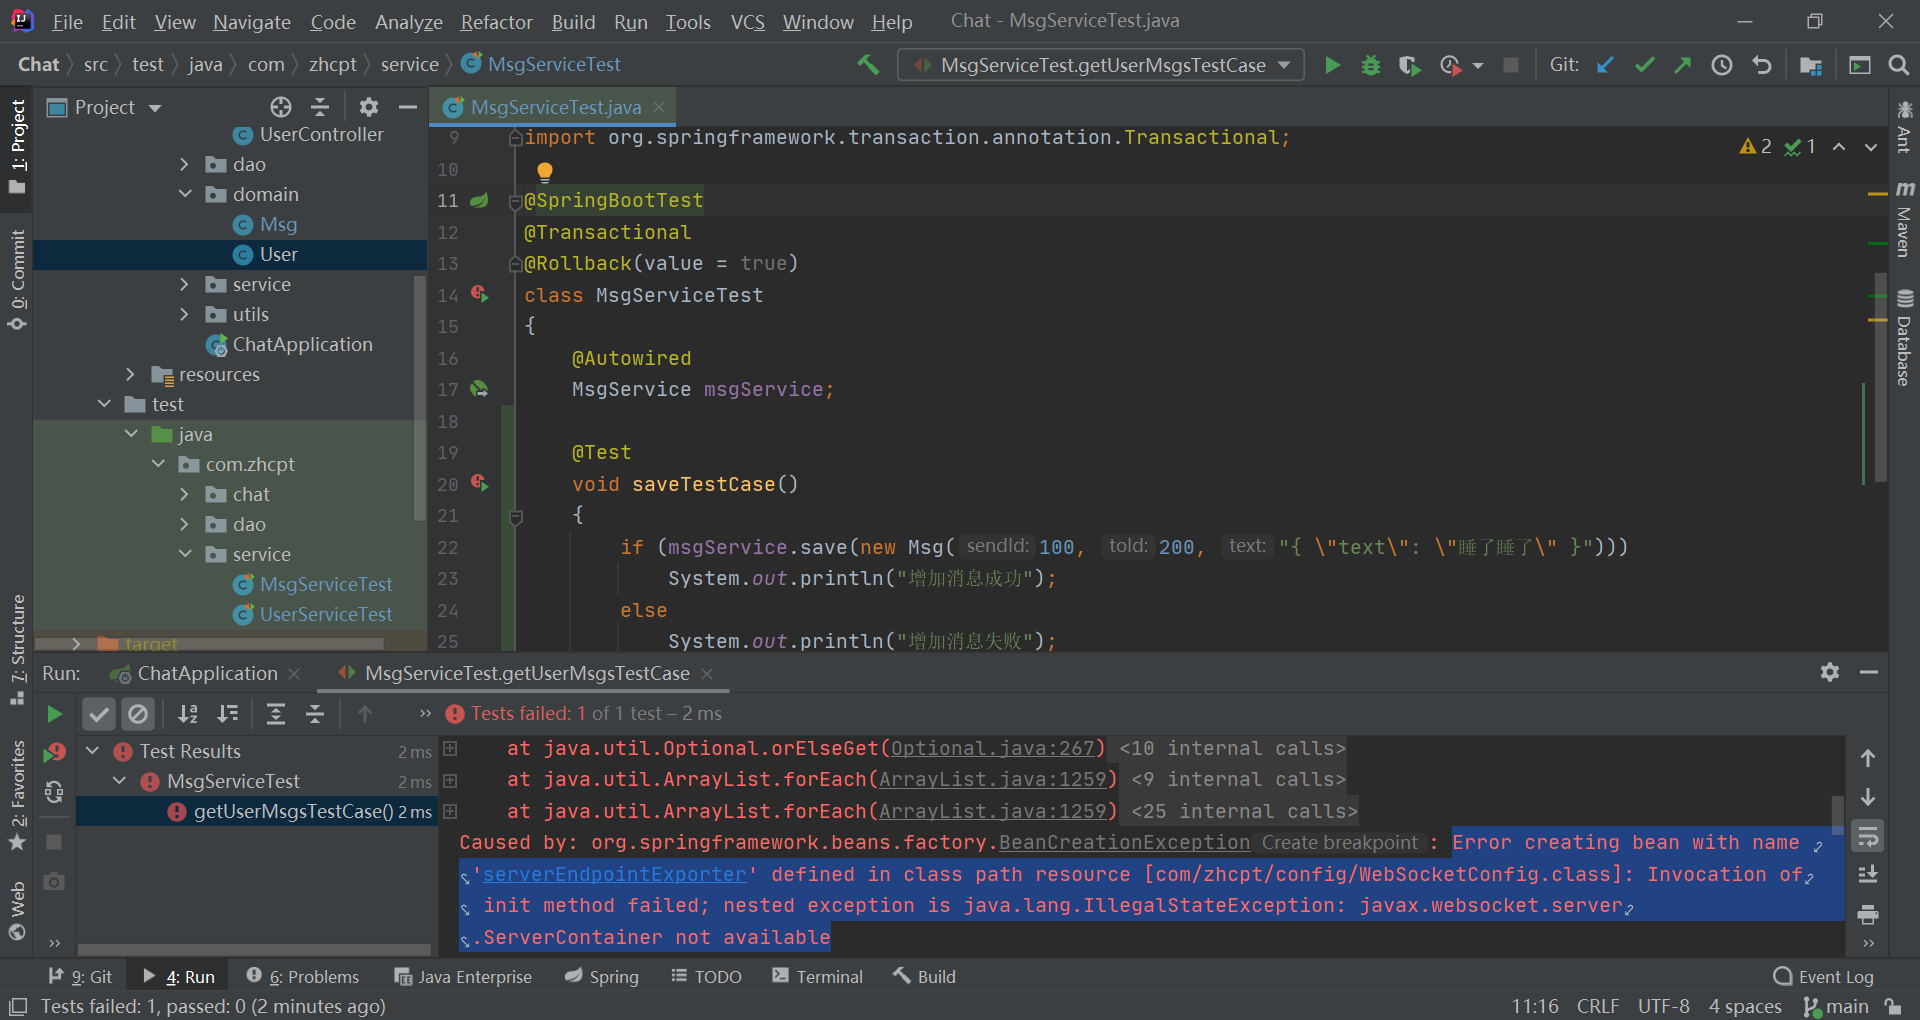 File Edit View Navigate Code Analyze Refactor Build Run Tools VCS Window Help Chat - MsgServiceTest.java
Chat src test java com zhcpt service MsgServiceTest MsgServiceTest.getUserMsgsTestCase Git:
1: Project
0: Commit
7: Structure
2: Favorites
Web
Project
UserController
dao
domain
Msg
User
service
utils
ChatApplication
resources
test
java
com.zhcpt
chat
dao
service
MsgServiceTest
UserServiceTest
target
MsgServiceTest.java
2 1
9 import org.springframework.transaction.annotation.Transactional;
10
11 @SpringBootTest
12 @Transactional
13 @Rollback(value = true)
14 class MsgServiceTest
15 {
16 @Autowired
17 MsgService msgService;
18
19 @Test
20 void saveTestCase()
21 {
22 if (msgService.save(new Msg( sendId: 100, toId: 200, text: "{ \"text\": \"睡了睡了\" }")))
23 System.out.println("增加消息成功");
24 else
25 System.out.println("增加消息失败");
Ant
Maven
Database
Run: ChatApplication MsgServiceTest.getUserMsgsTestCase
Tests failed: 1 of 1 test – 2 ms
Test Results 2 ms
MsgServiceTest 2 ms
getUserMsgsTestCase() 2 ms
at java.util.Optional.orElseGet(Optional.java:267) <10 internal calls>
at java.util.ArrayList.forEach(ArrayList.java:1259) <9 internal calls>
at java.util.ArrayList.forEach(ArrayList.java:1259) <25 internal calls>
Caused by: org.springframework.beans.factory.BeanCreationException Create breakpoint : Error creating bean with name
'serverEndpointExporter' defined in class path resource [com/zhcpt/config/WebSocketConfig.class]: Invocation of
init method failed; nested exception is java.lang.IllegalStateException: javax.websocket.server
.ServerContainer not available
9: Git 4: Run 6: Problems Java Enterprise Spring TODO Terminal Build Event Log
Tests failed: 1, passed: 0 (2 minutes ago) 11:16 CRLF UTF-8 4 spaces main